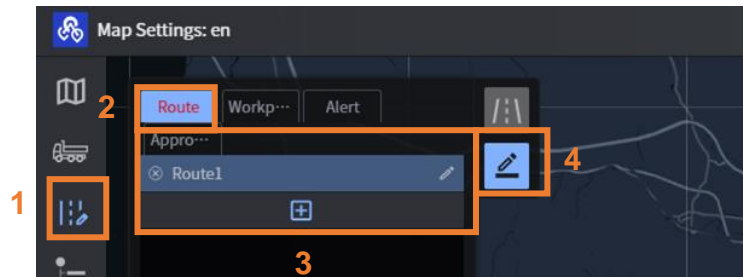 Map Settings: en
2 Route Workp··· Alert
Appro··· 4
Route1
1
3